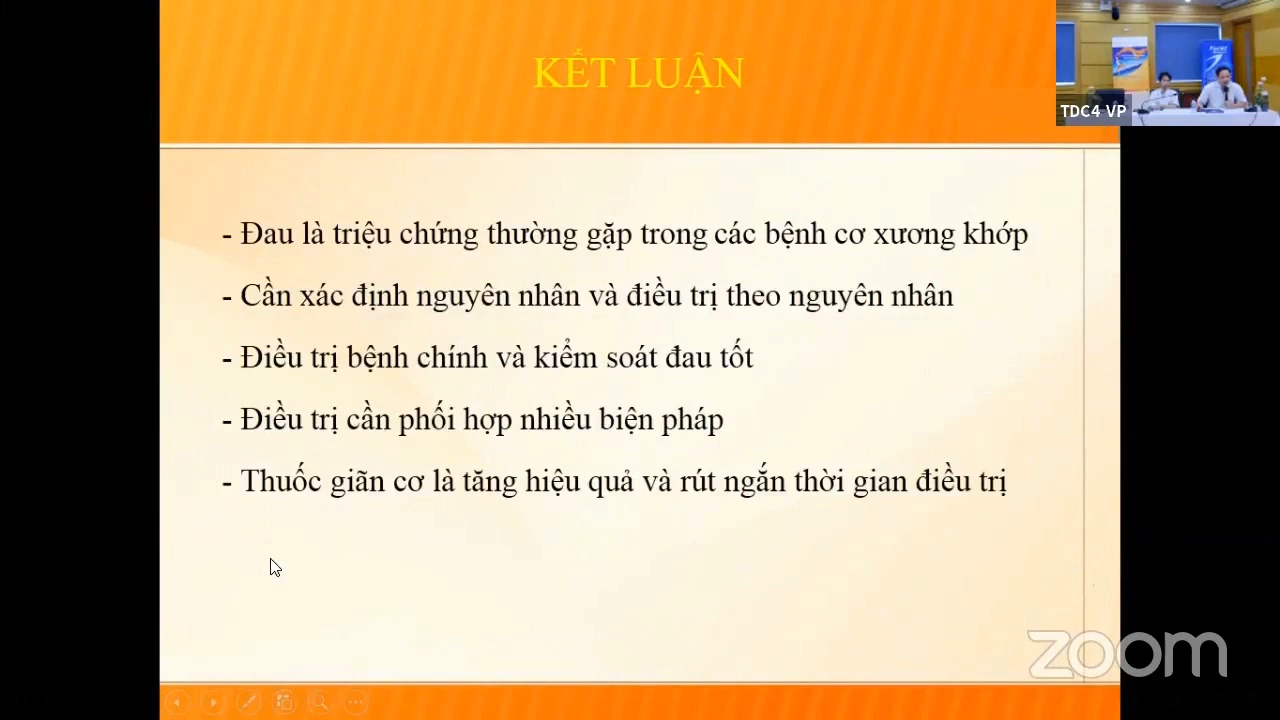 KẾT LUẬN
TDC4 VP
- Đau là triệu chứng thường gặp trong các bệnh cơ xương khớp
- Cần xác định nguyên nhân và điều trị theo nguyên nhân
- Điều trị bệnh chính và kiểm soát đau tốt
- Điều trị cần phối hợp nhiều biện pháp
- Thuốc giãn cơ là tăng hiệu quả và rút ngắn thời gian điều trị
zoom